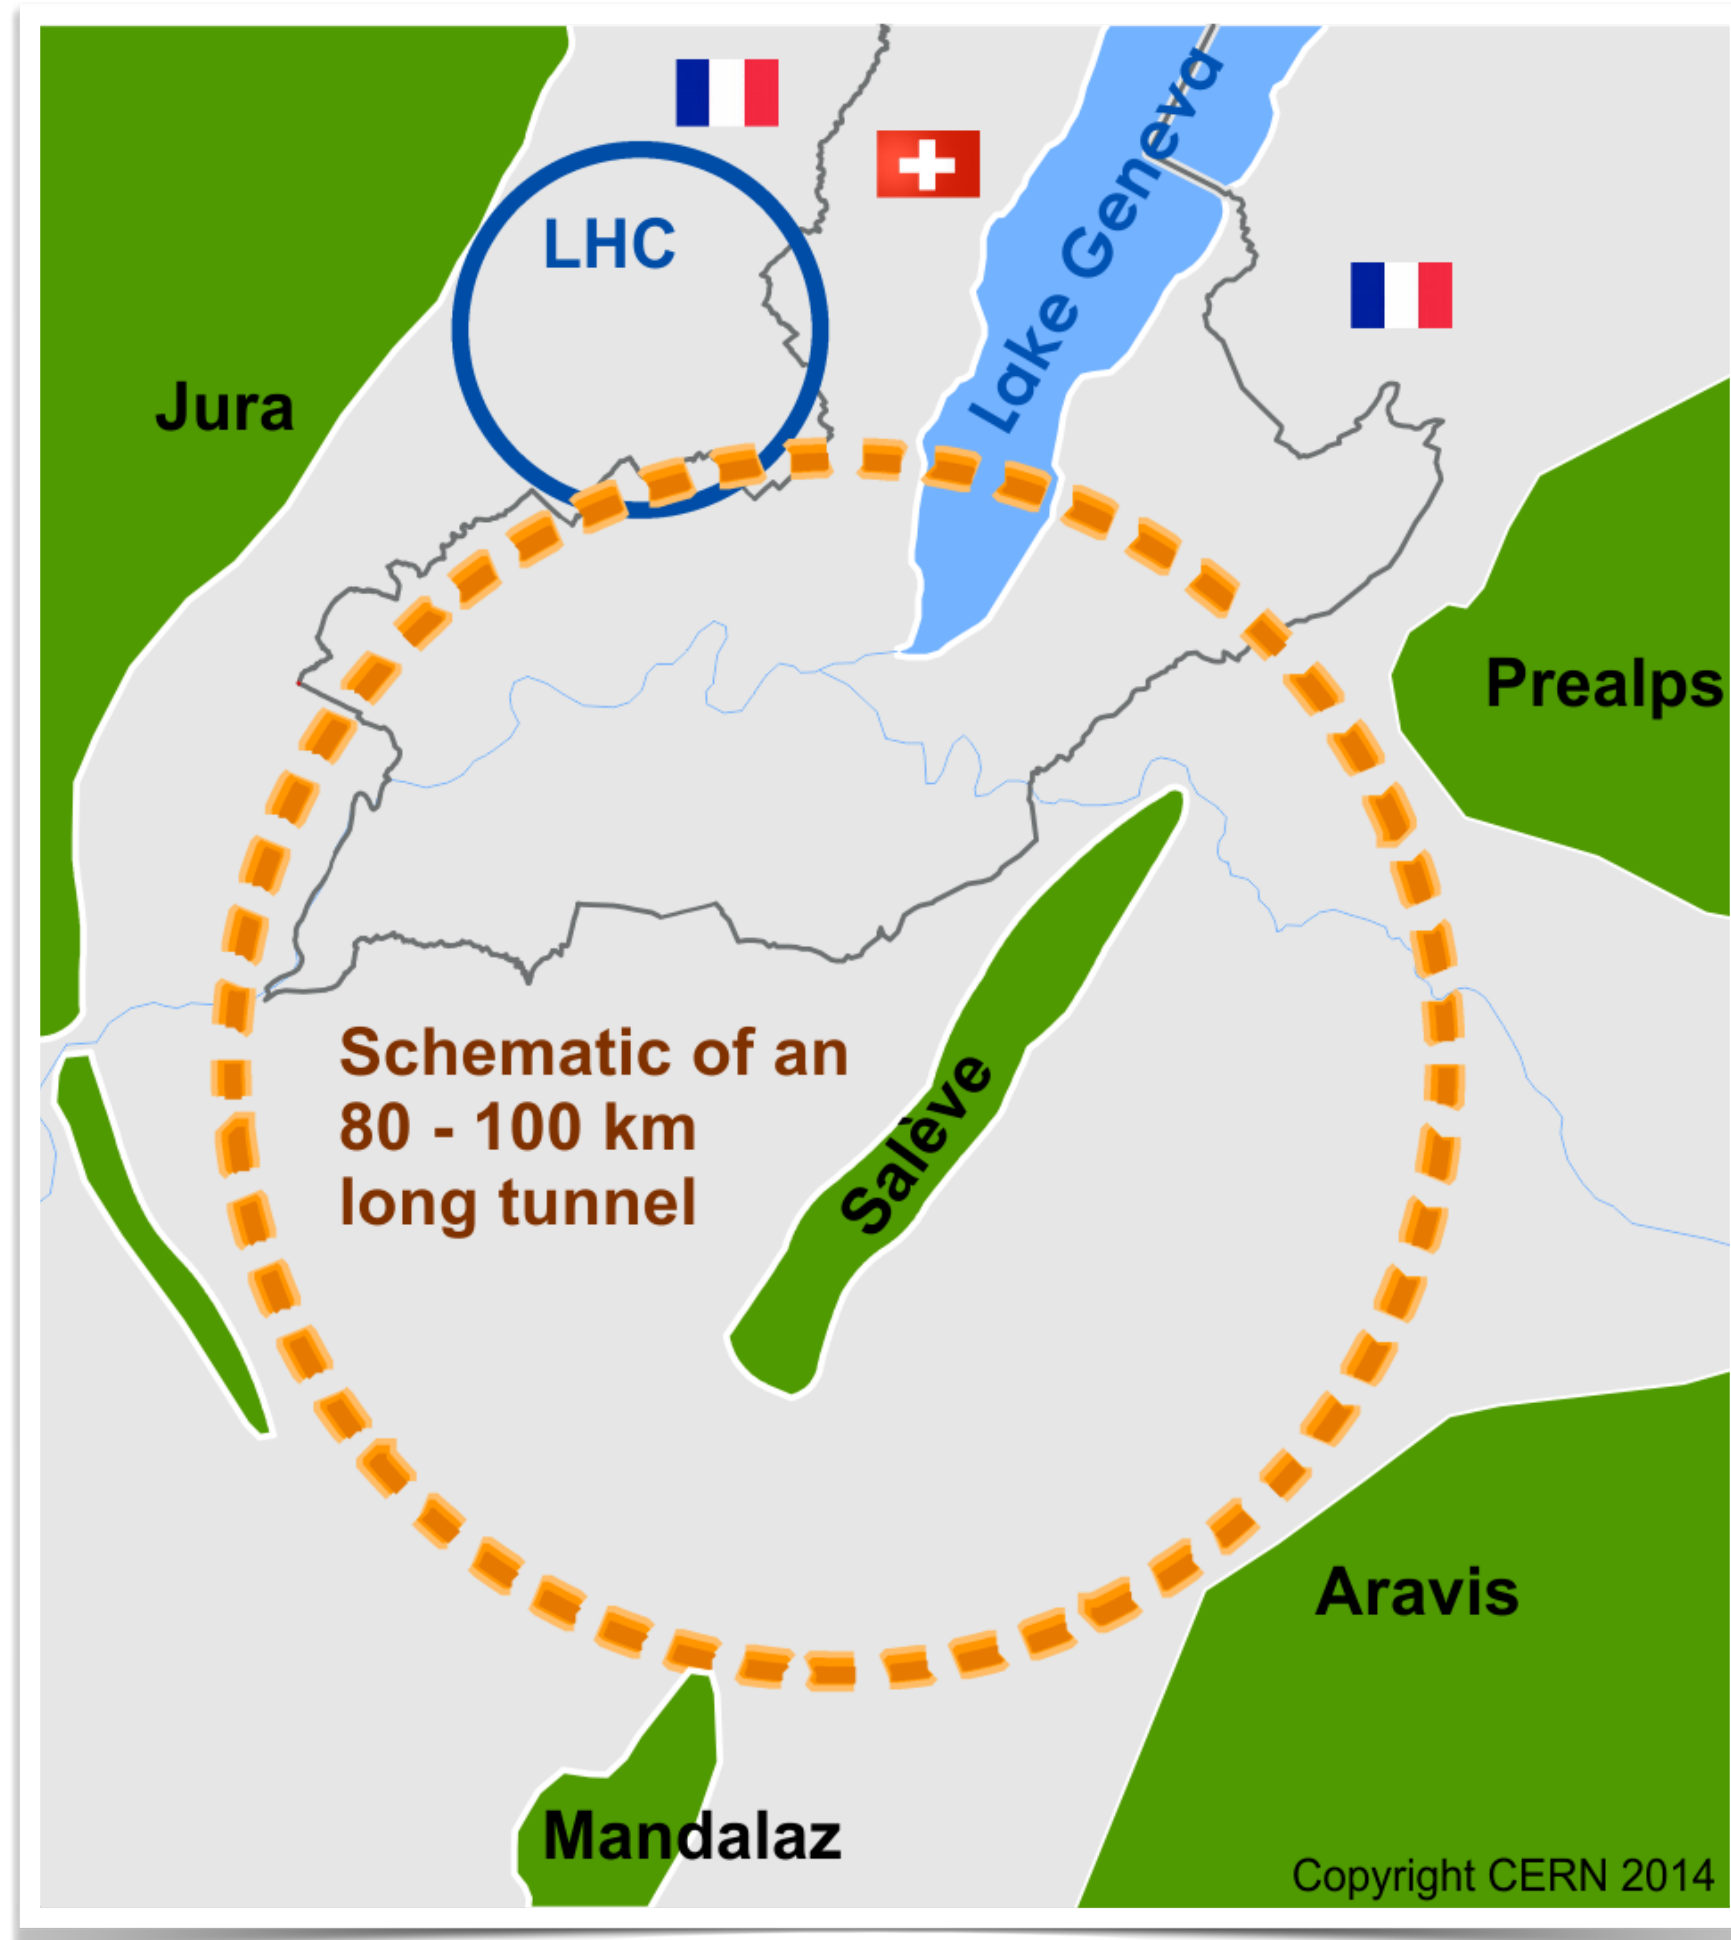 LHC
Lake Geneva
Jura
Prealps
Schematic of an
80 - 100 km
long tunnel
Salève
Aravis
Mandalaz
Copyright CERN 2014